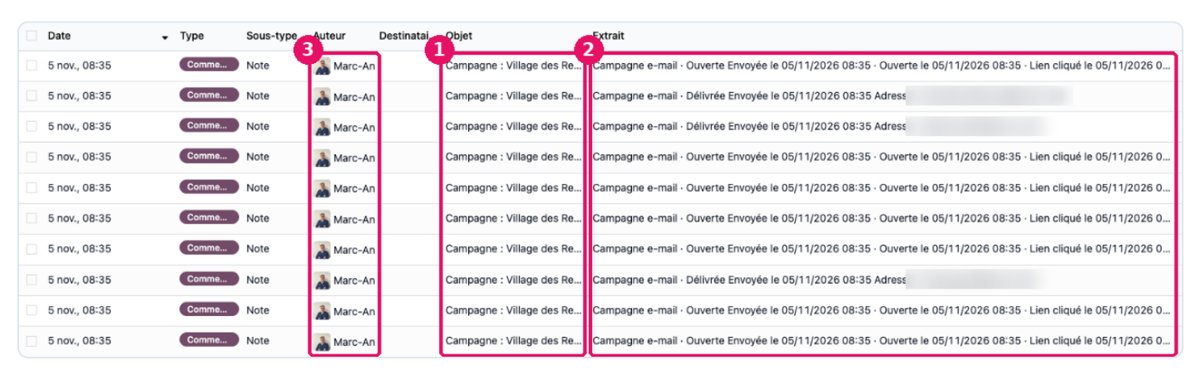 Date Type Sous-type Auteur Destinatai... Objet Extrait
3 1 2
5 nov., 08:35 Comme... Note Marc-An Campagne : Village des Re... Campagne e-mail · Ouverte Envoyée le 05/11/2026 08:35 · Ouverte le 05/11/2026 08:35 · Lien cliqué le 05/11/2026 0...
5 nov., 08:35 Comme... Note Marc-An Campagne : Village des Re... Campagne e-mail · Délivrée Envoyée le 05/11/2026 08:35 Adress
5 nov., 08:35 Comme... Note Marc-An Campagne : Village des Re... Campagne e-mail · Délivrée Envoyée le 05/11/2026 08:35 Adress
5 nov., 08:35 Comme... Note Marc-An Campagne : Village des Re... Campagne e-mail · Ouverte Envoyée le 05/11/2026 08:35 · Ouverte le 05/11/2026 08:35 · Lien cliqué le 05/11/2026 0...
5 nov., 08:35 Comme... Note Marc-An Campagne : Village des Re... Campagne e-mail · Ouverte Envoyée le 05/11/2026 08:35 · Ouverte le 05/11/2026 08:35 · Lien cliqué le 05/11/2026 0...
5 nov., 08:35 Comme... Note Marc-An Campagne : Village des Re... Campagne e-mail · Ouverte Envoyée le 05/11/2026 08:35 · Ouverte le 05/11/2026 08:35 · Lien cliqué le 05/11/2026 0...
5 nov., 08:35 Comme... Note Marc-An Campagne : Village des Re... Campagne e-mail · Ouverte Envoyée le 05/11/2026 08:35 · Ouverte le 05/11/2026 08:35 · Lien cliqué le 05/11/2026 0...
5 nov., 08:35 Comme... Note Marc-An Campagne : Village des Re... Campagne e-mail · Délivrée Envoyée le 05/11/2026 08:35 Adress
5 nov., 08:35 Comme... Note Marc-An Campagne : Village des Re... Campagne e-mail · Ouverte Envoyée le 05/11/2026 08:35 · Ouverte le 05/11/2026 08:35 · Lien cliqué le 05/11/2026 0...
5 nov., 08:35 Comme... Note Marc-An Campagne : Village des Re... Campagne e-mail · Ouverte Envoyée le 05/11/2026 08:35 · Ouverte le 05/11/2026 08:35 · Lien cliqué le 05/11/2026 0...